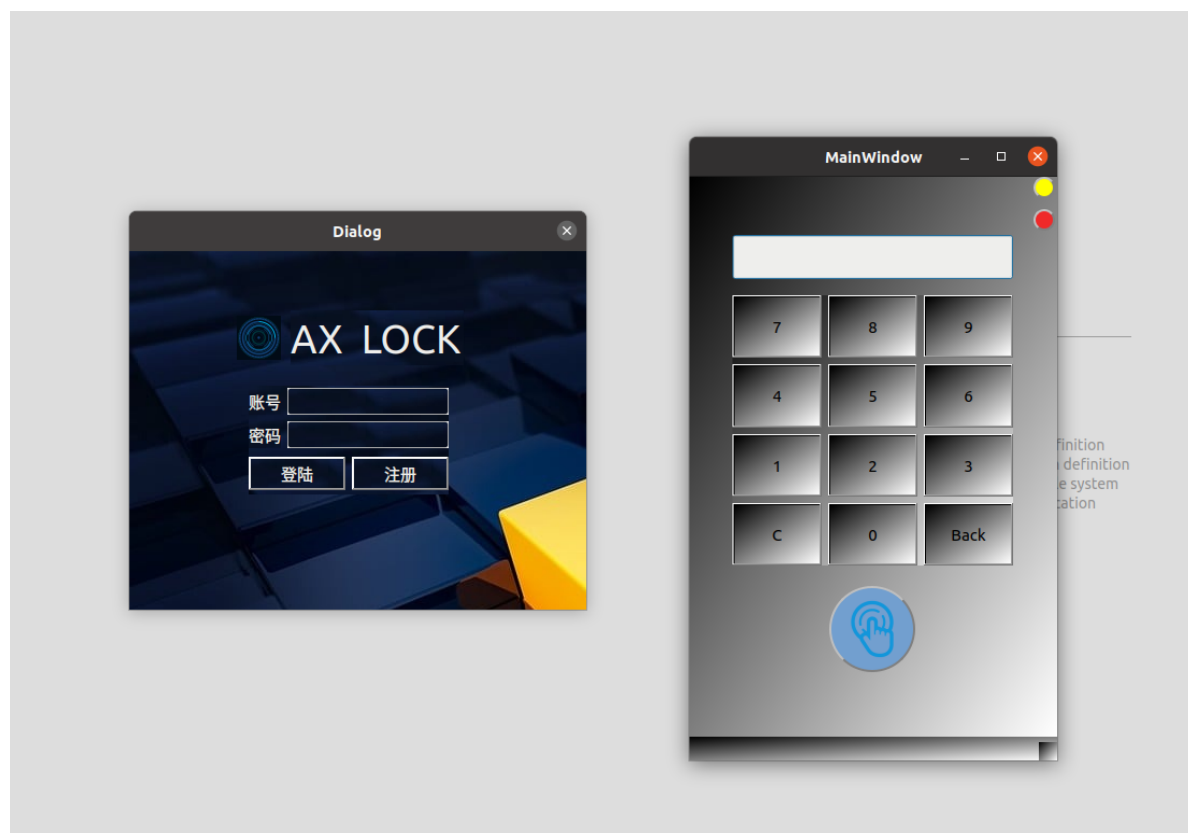 Dialog
AX LOCK
账号
密码
登陆 注册
MainWindow
7 8 9
4 5 6
1 2 3
C 0 Back
definition
e system